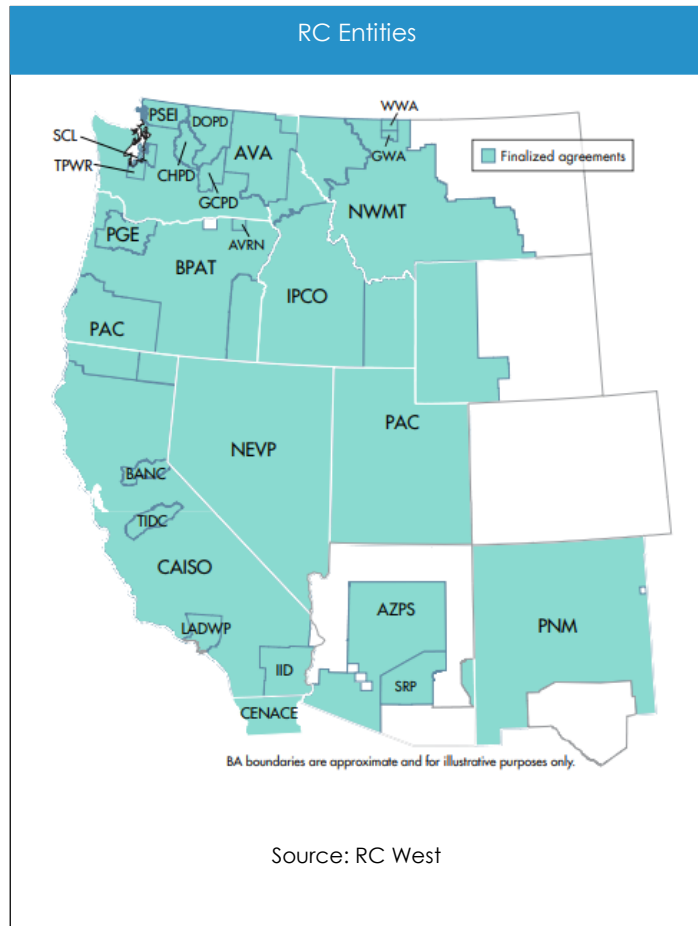 RC Entities
WWA
PSEI
DOPD
SCL
AVA
GWA
Finalized agreements
TPWR
CHPD
GCPD
NWMT
PGE
AVRN
BPAT
IPCO
PAC
PAC
NEVP
BANC
TIDC
CAISO
AZPS
LADWP
PNM
IID
SRP
CENACE
BA boundaries are approximate and for illustrative purposes only.
Source: RC West